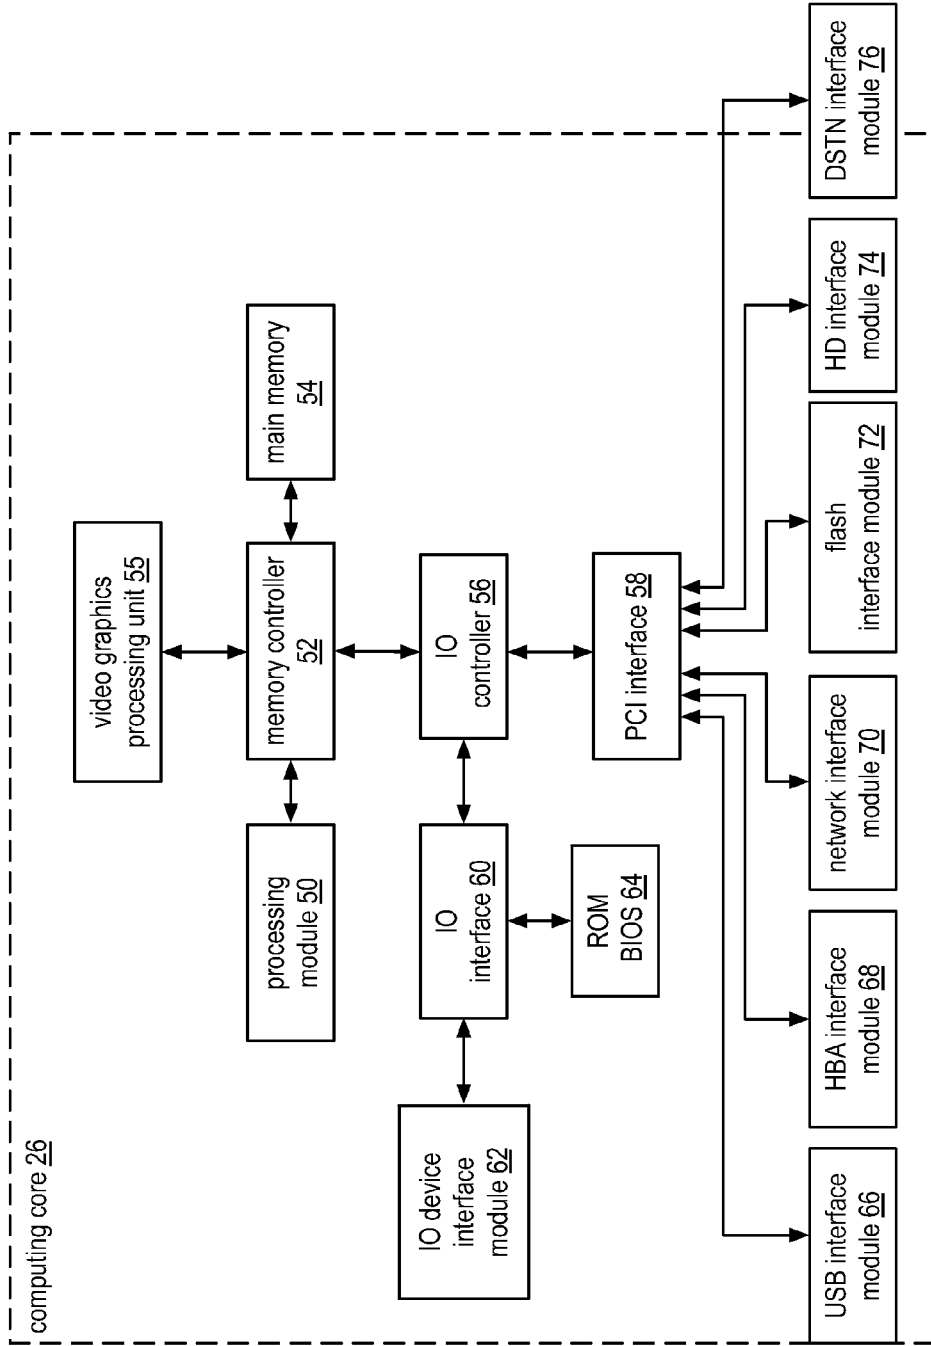 computing core 26
video graphics
processing unit 55
processing
module 50
memory controller
52
main memory
54
IO device
interface
module 62
IO
interface 60
IO
controller 56
ROM
BIOS 64
PCI interface 58
USB interface
module 66
HBA interface
module 68
network interface
module 70
flash
interface module 72
HD interface
module 74
DSTN interface
module 76